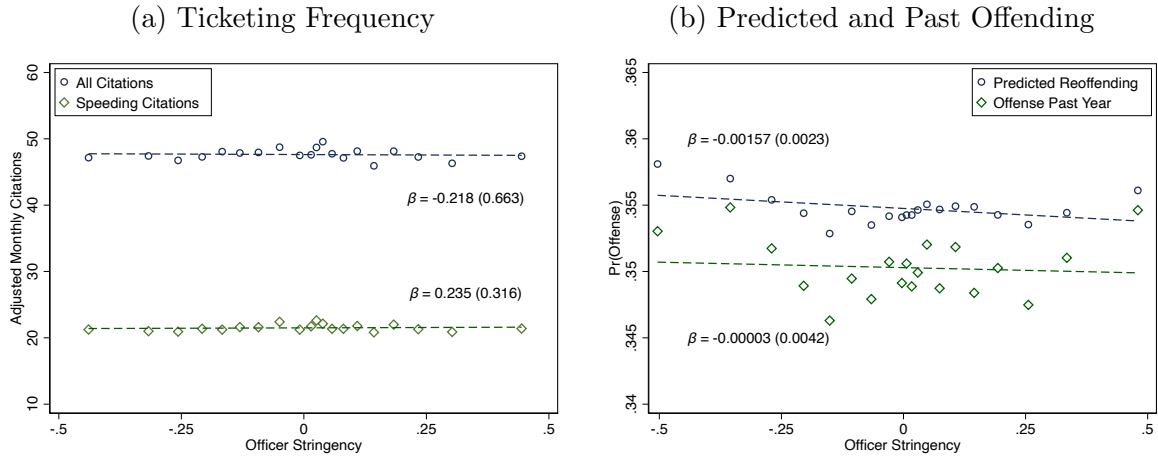 (a) Ticketing Frequency
60
50
40
30
20
10
Adjusted Monthly Citations
All Citations
Speeding Citations
β = -0.218 (0.663)
β = 0.235 (0.316)
-.5
-.25
0
.25
.5
Officer Stringency
(b) Predicted and Past Offending
.365
.36
.355
.35
.345
.34
Pr(Offense)
Predicted Reoffending
Offense Past Year
β = -0.00157 (0.0023)
β = -0.00003 (0.0042)
-.5
-.25
0
.25
.5
Officer Stringency